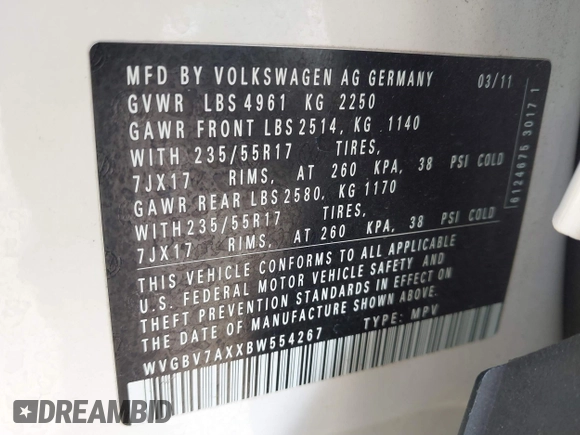 MFD BY VOLKSWAGEN AG GERMANY 03/11
GVWR LBS 4961 KG 2250
GAWR FRONT LBS 2514, KG 1140
WITH 235/55R17 TIRES,
7JX17 RIMS, AT 260 KPA, 38 PSI COLD
GAWR REAR LBS 2580, KG 1170
WITH 235/55R17 TIRES,
7JX17 RIMS, AT 260 KPA, 38 PSI COLD
THIS VEHICLE CONFORMS TO ALL APPLICABLE
U.S. FEDERAL MOTOR VEHICLE SAFETY AND
THEFT PREVENTION STANDARDS IN EFFECT ON
THE DATE OF MANUFACTURE SHOWN ABOVE.
WVGBV7AXXBW554267 TYPE: MPV
6124675 3017 1
DREAMBID